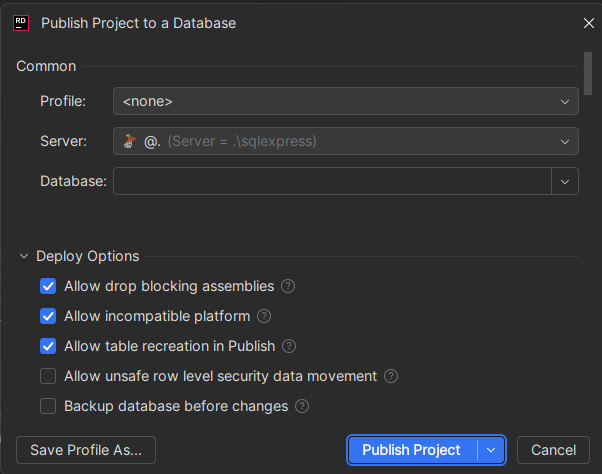 RD Publish Project to a Database
Common
Profile: <none>
Server: @. (Server = .\sqlexpress)
Database:
Deploy Options
Allow drop blocking assemblies ?
Allow incompatible platform ?
Allow table recreation in Publish ?
Allow unsafe row level security data movement ?
Backup database before changes ?
Save Profile As... Publish Project Cancel